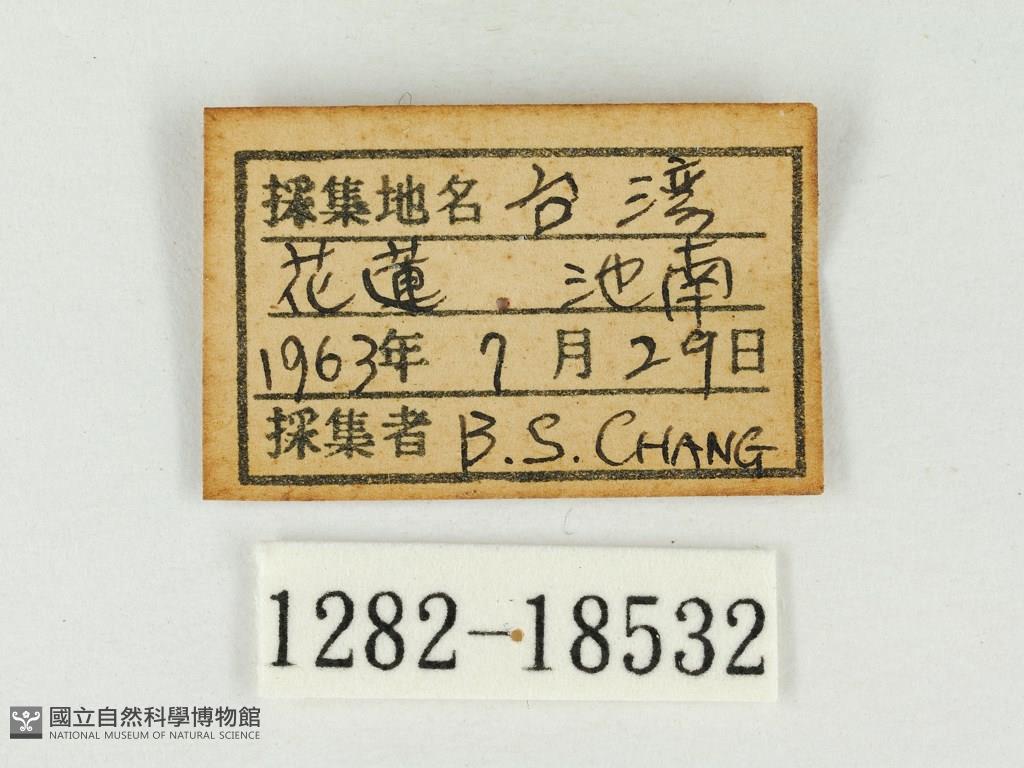 採集地名 台湾
花蓮 . 池南
1963年 7月29日
採集者 B.S.CHANG
1282-18532
國立自然科學博物館
NATIONAL MUSEUM OF NATURAL SCIENCE